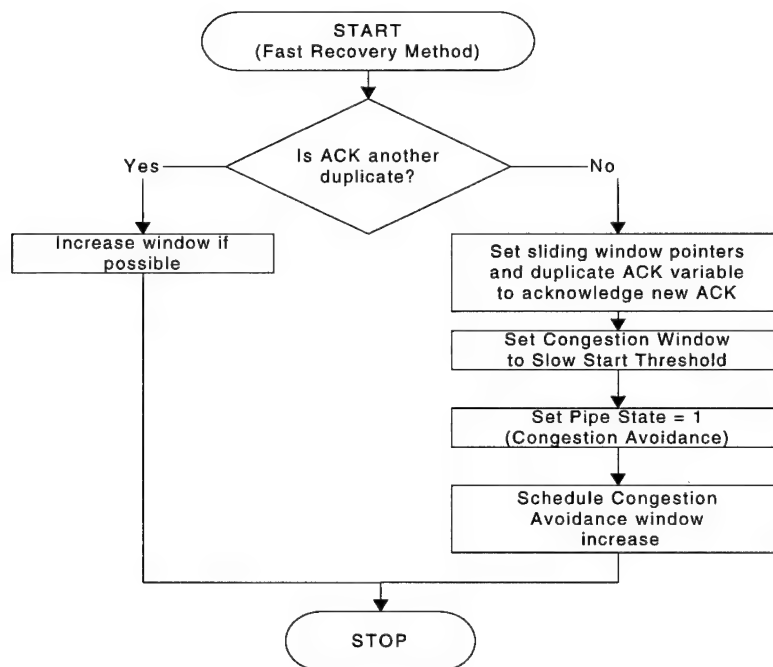 START
(Fast Recovery Method)
Is ACK another
duplicate?
Yes
No
Increase window if
possible
Set sliding window pointers
and duplicate ACK variable
to acknowledge new ACK
Set Congestion Window
to Slow Start Threshold
Set Pipe State = 1
(Congestion Avoidance)
Schedule Congestion
Avoidance window
increase
STOP